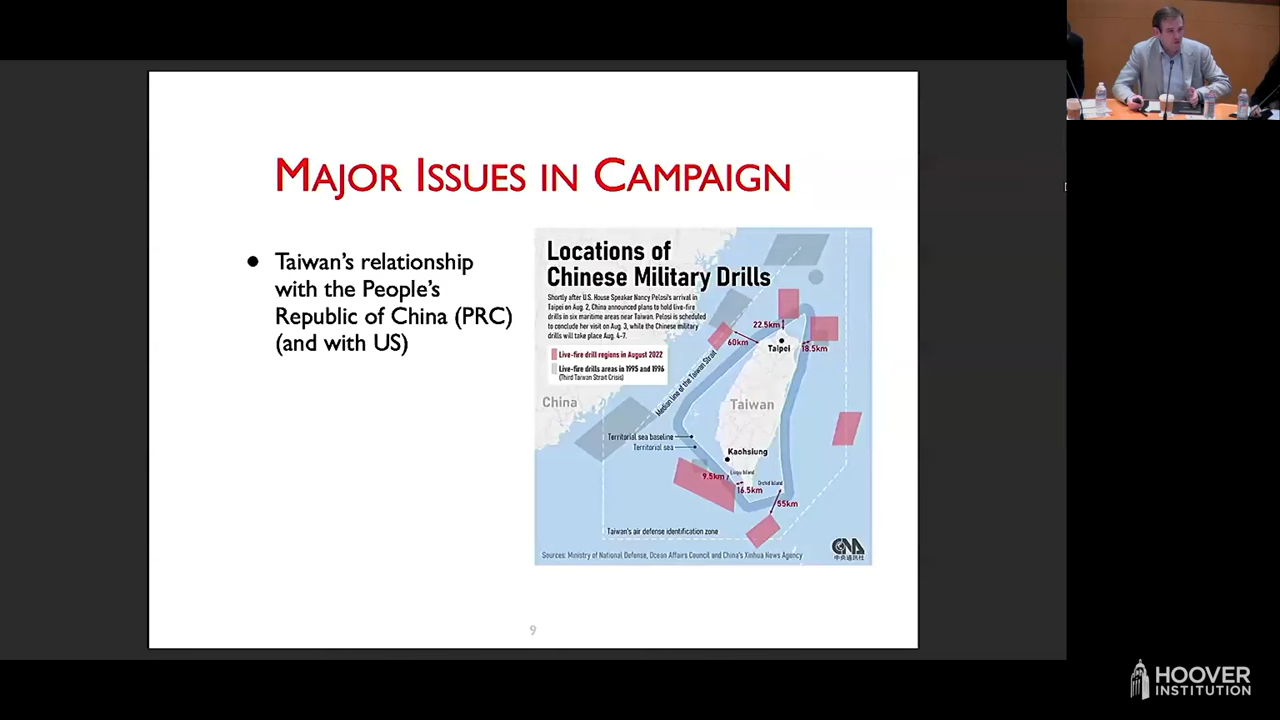 MAJOR ISSUES IN CAMPAIGN
• Taiwan's relationship
with the People's
Republic of China (PRC)
(and with US)
Locations of
Chinese Military Drills
Shortly after U.S. House Speaker Nancy Pelosi's arrival in
Taipei on Aug. 2, China announced plans to hold live-fire
drills in six maritime areas near Taiwan. Pelosi is scheduled
to conclude her visit on Aug. 3, while the Chinese military
drills will take place Aug. 4-7.
Live-fire drill regions in August 2022
Live-fire drills areas in 1995 and 1996
(Third Taiwan Strait Crisis)
22.5km
60km
Taipei
18.5km
Median line of the Taiwan Strait
China
Taiwan
Territorial sea baseline
Territorial sea
Kaohsiung
9.5km
Liuqiu Island
16.5km
Orchid Island
55km
Taiwan's air defense identification zone
Sources: Ministry of National Defense, Ocean Affairs Council and China's Xinhua News Agency
CNA
中央通訊社
9
HOOVER
INSTITUTION